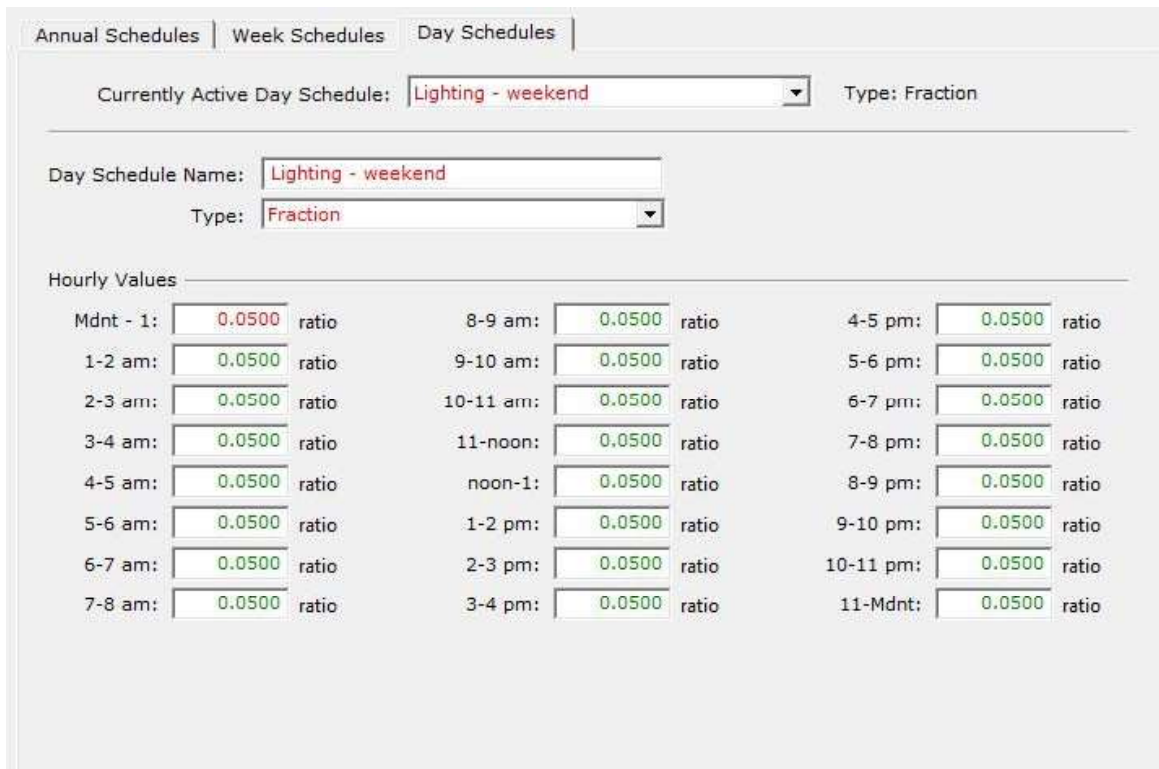 Annual Schedules Week Schedules Day Schedules
Currently Active Day Schedule: Lighting - weekend Type: Fraction
Day Schedule Name: Lighting - weekend
Type: Fraction
Hourly Values
Mdnt - 1: 0.0500 ratio 8-9 am: 0.0500 ratio 4-5 pm: 0.0500 ratio
1-2 am: 0.0500 ratio 9-10 am: 0.0500 ratio 5-6 pm: 0.0500 ratio
2-3 am: 0.0500 ratio 10-11 am: 0.0500 ratio 6-7 pm: 0.0500 ratio
3-4 am: 0.0500 ratio 11-noon: 0.0500 ratio 7-8 pm: 0.0500 ratio
4-5 am: 0.0500 ratio noon-1: 0.0500 ratio 8-9 pm: 0.0500 ratio
5-6 am: 0.0500 ratio 1-2 pm: 0.0500 ratio 9-10 pm: 0.0500 ratio
6-7 am: 0.0500 ratio 2-3 pm: 0.0500 ratio 10-11 pm: 0.0500 ratio
7-8 am: 0.0500 ratio 3-4 pm: 0.0500 ratio 11-Mdnt: 0.0500 ratio